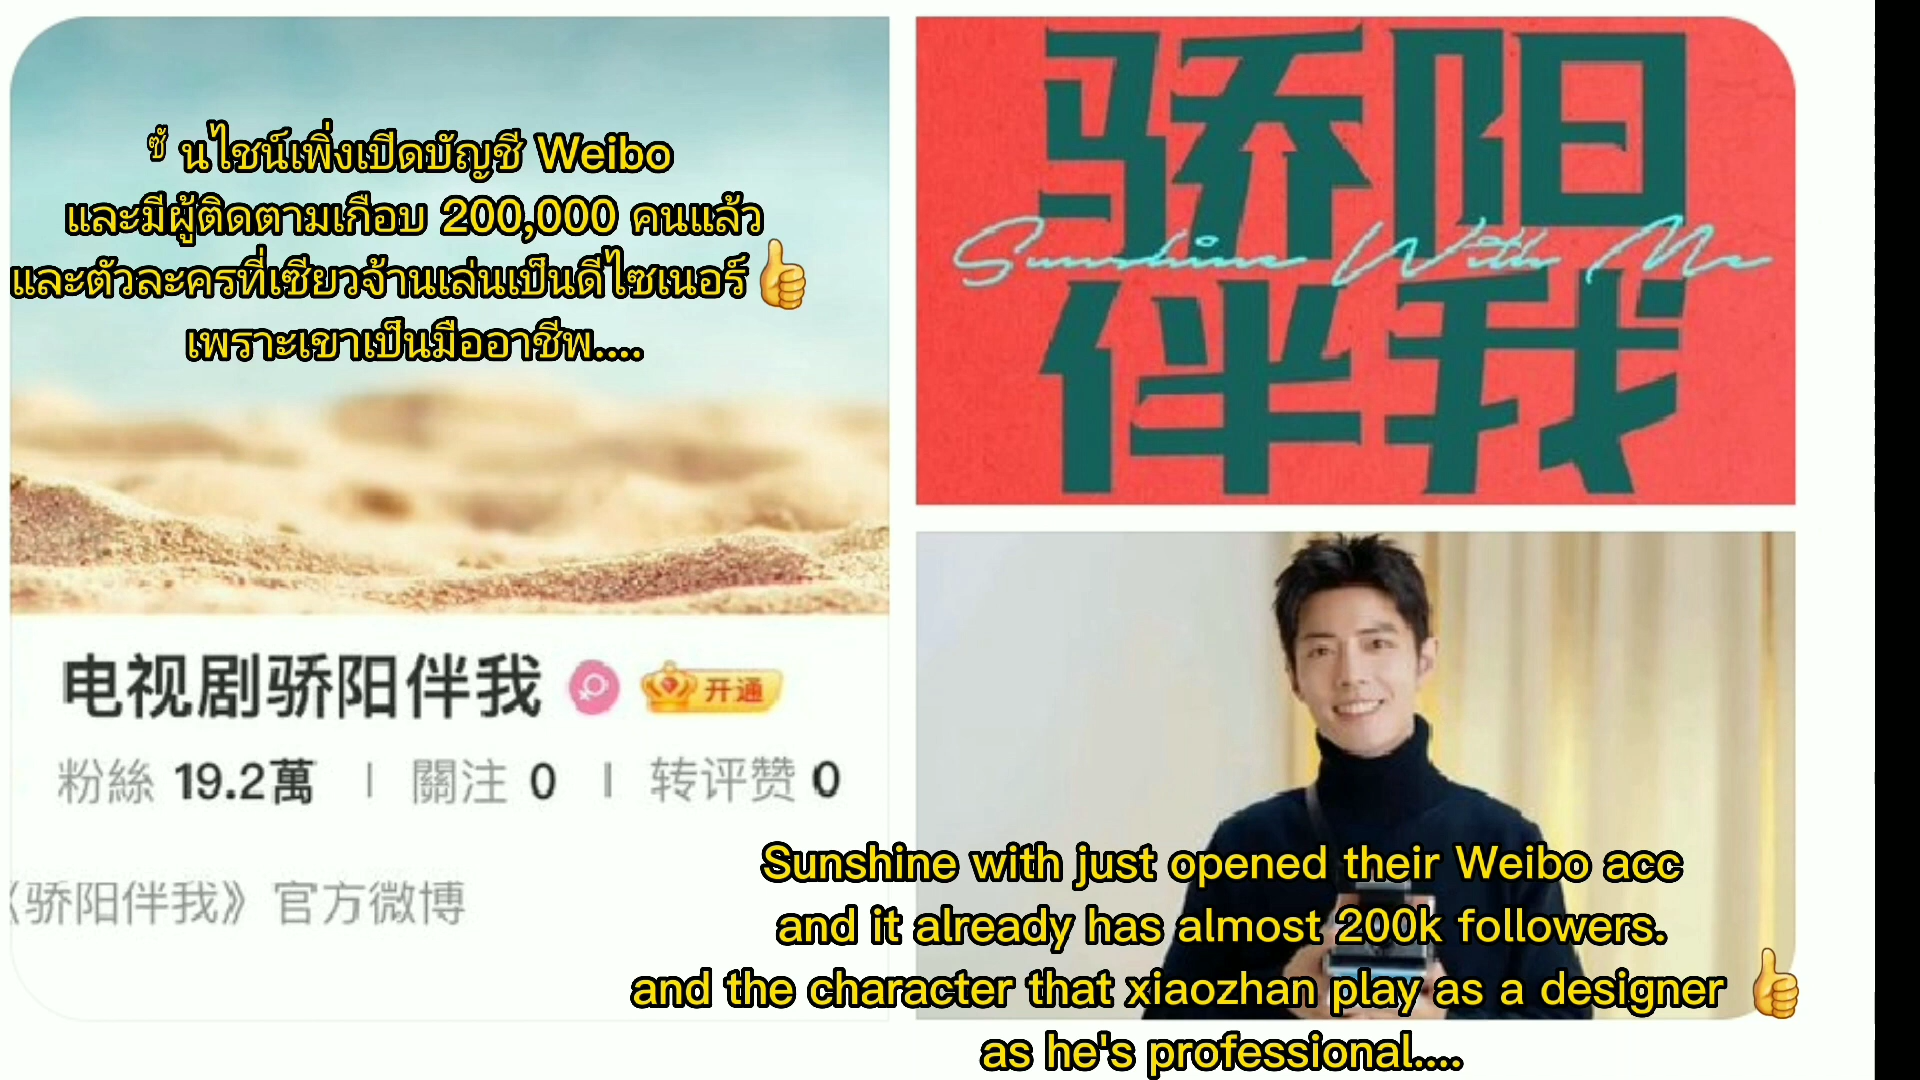 ซั นไชน์เพิ่งเปิดบัญชี Weibo
และมีผู้ติดตามเกือบ 200,000 คนแล้ว
และตัวละครที่เซียวจ้านเล่นเป็นดีไซเนอร์👍
เพราะเขาเป็นมืออาชีพ....
骄阳
Sunshine With Me
伴我
电视剧骄阳伴我 开通
粉絲 19.2萬 | 關注 0 | 转评赞 0
《骄阳伴我》官方微博
Sunshine with just opened their Weibo acc
and it already has almost 200k followers.
and the character that xiaozhan play as a designer 👍
as he's professional....